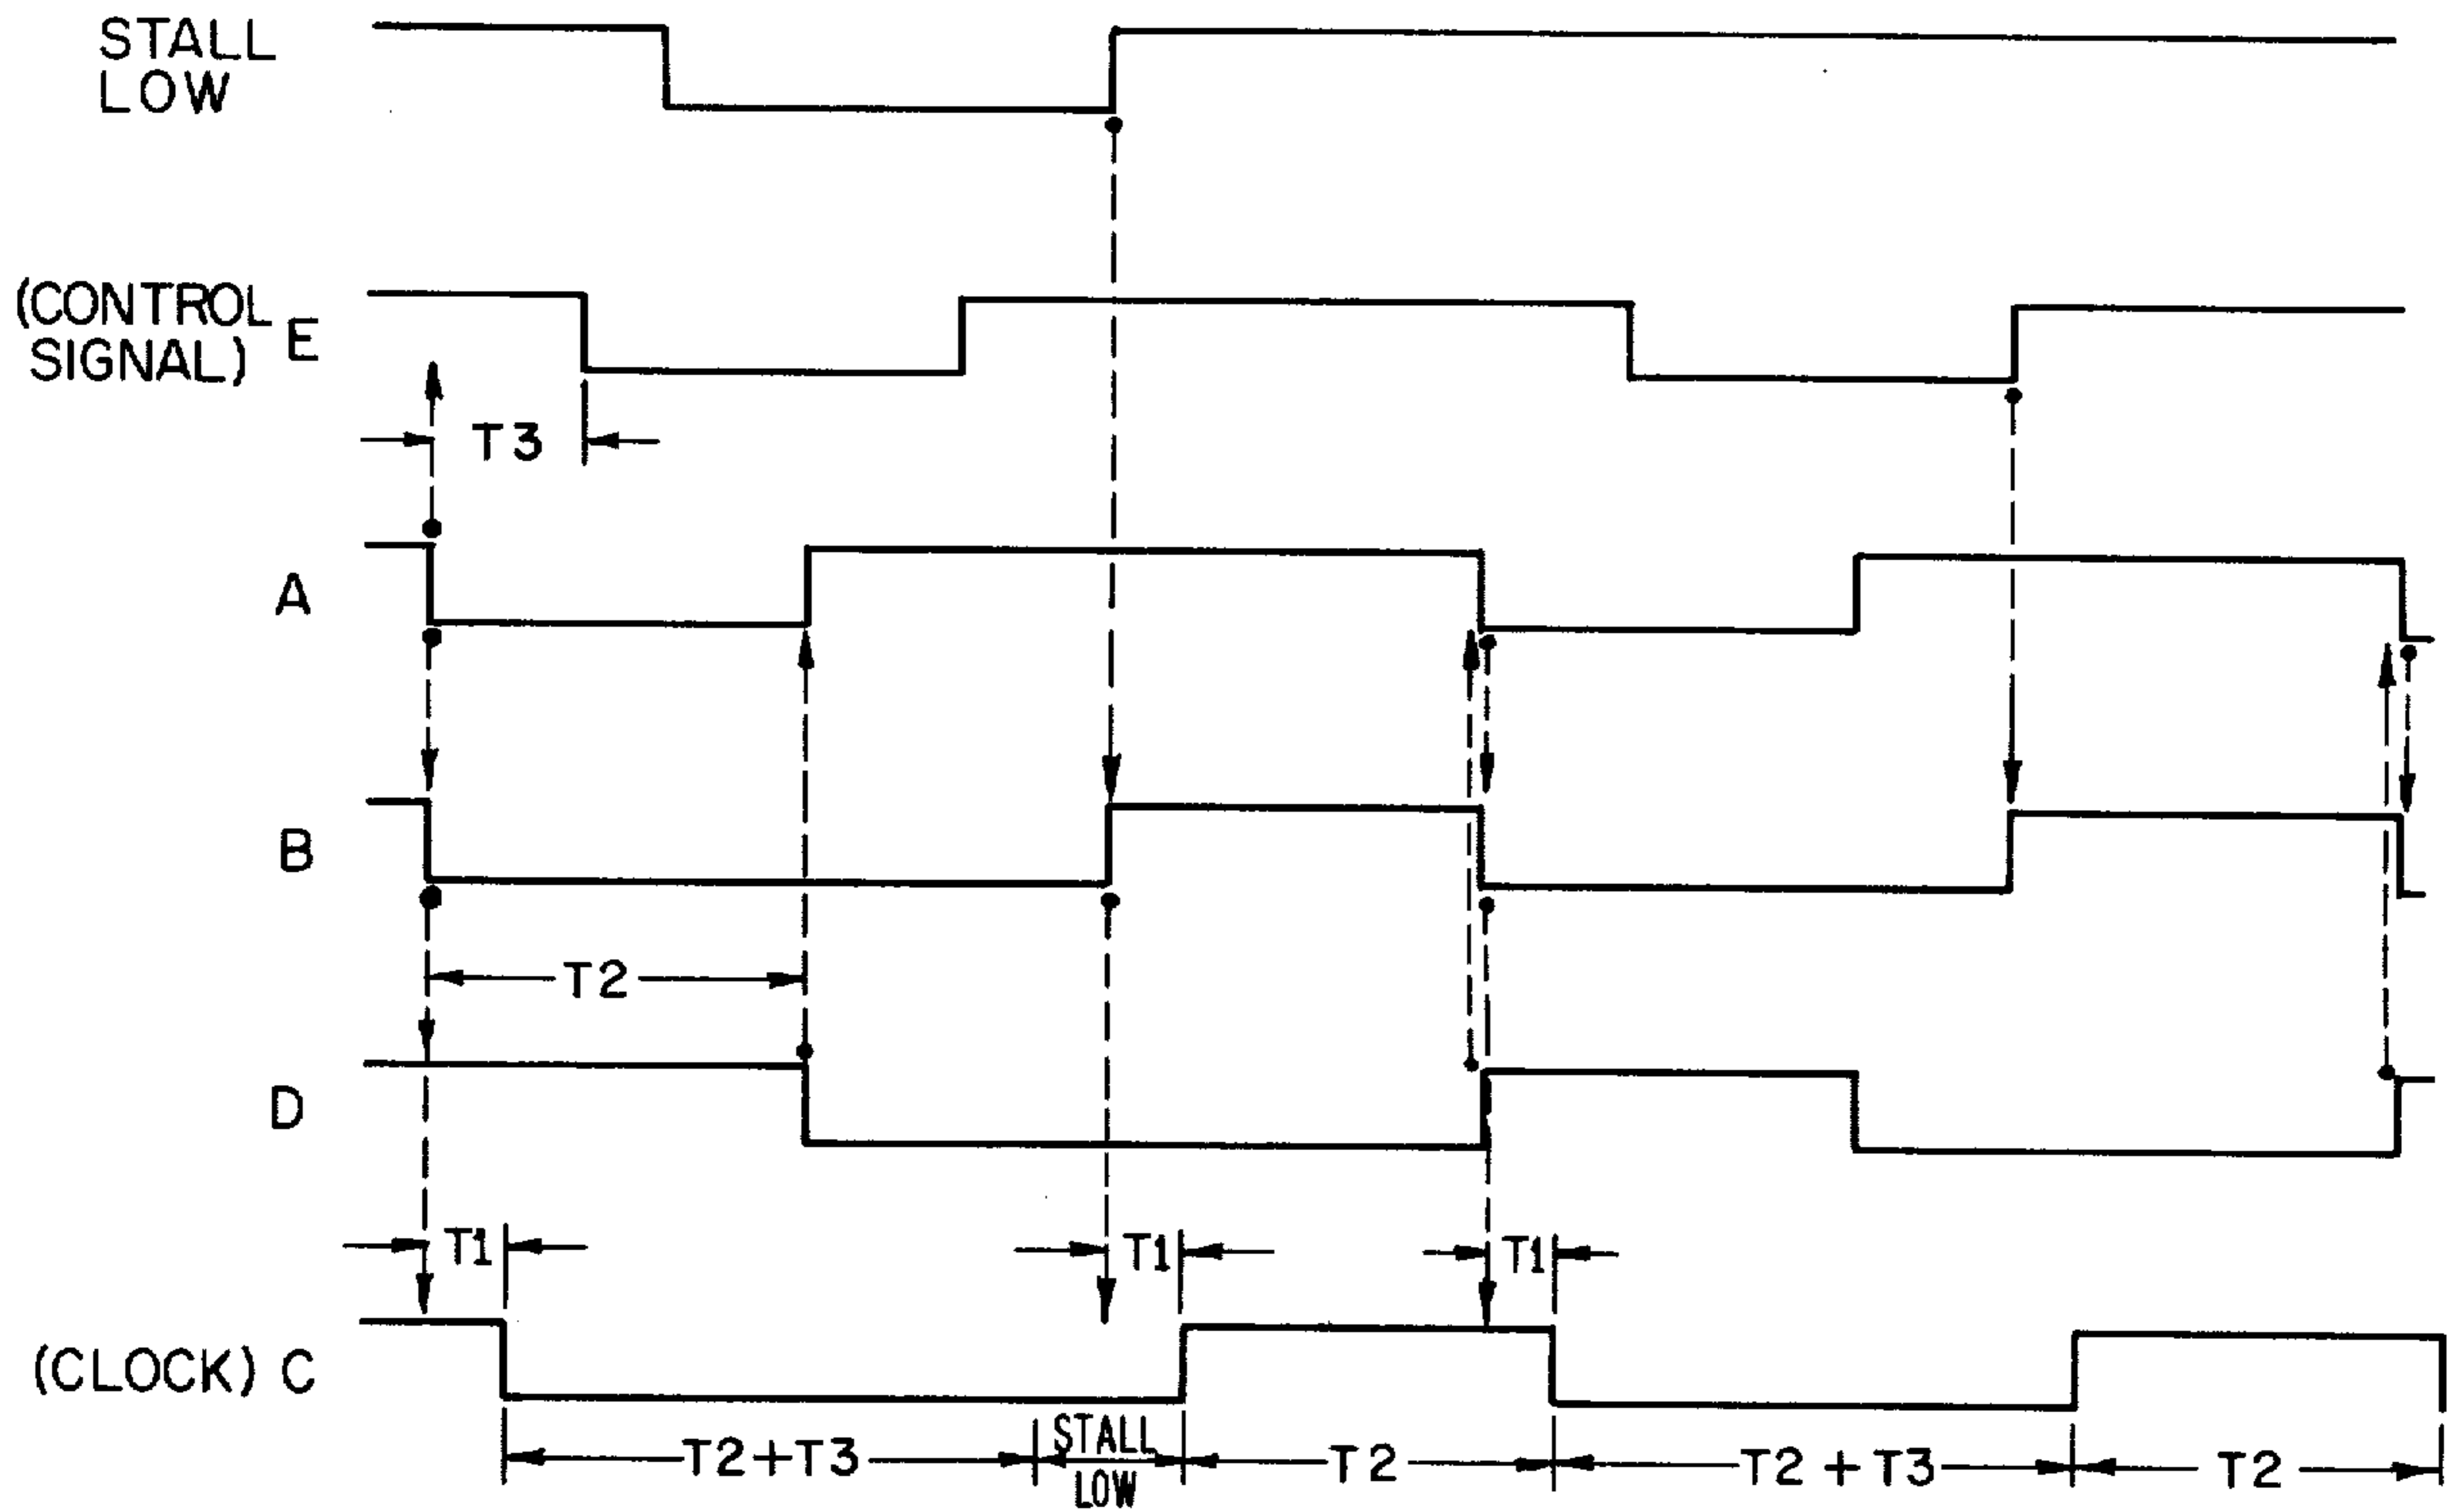 STALL
LOW
(CONTROL
SIGNAL) E
T3
A
B
T2
D
T1 T1 T1
(CLOCK) C
T2+T3 STALL LOW T2 T2+T3 T2